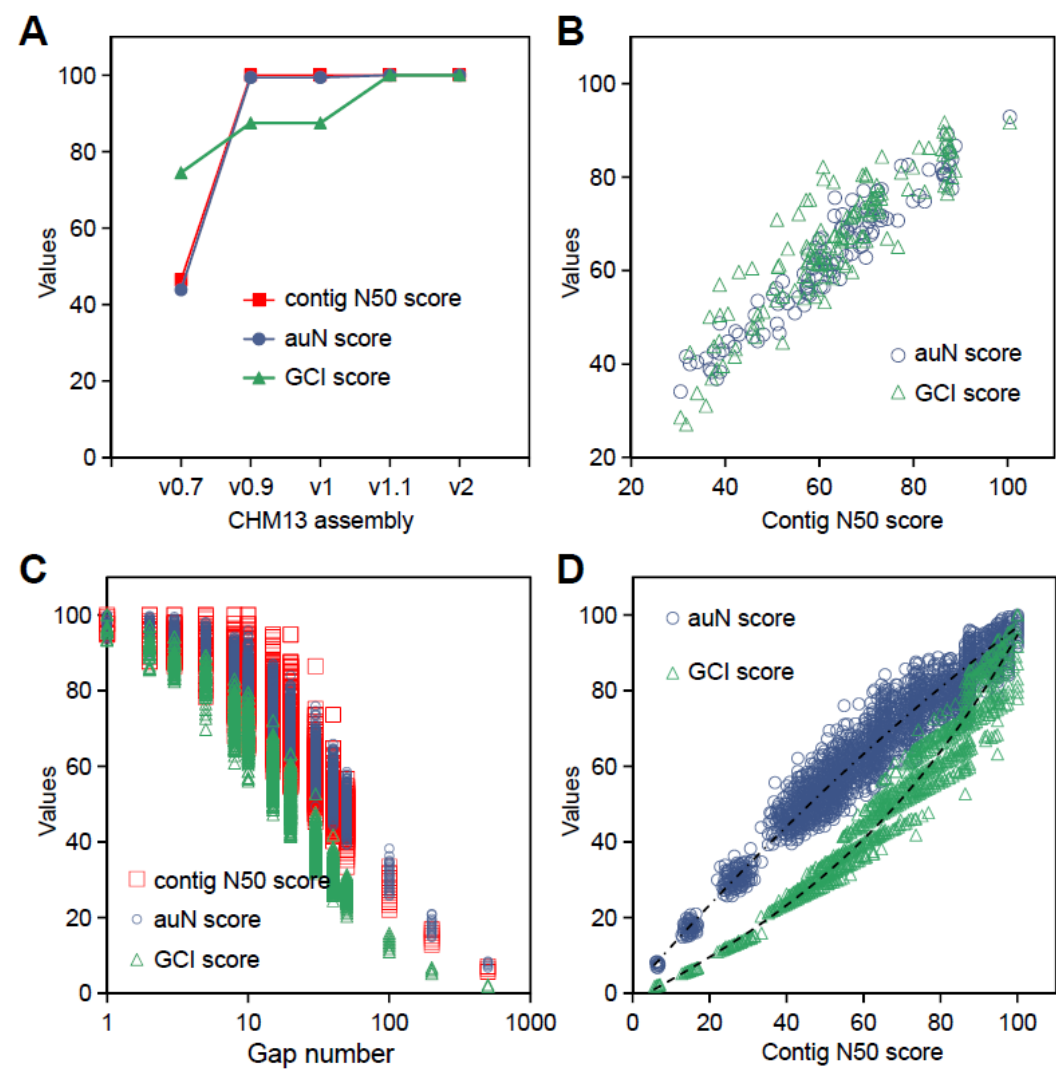 A
100
80
60
40
20
0
Values
contig N50 score
auN score
GCI score
v0.7 v0.9 v1 v1.1 v2
CHM13 assembly
B
100
80
60
40
20
Values
auN score
GCI score
20 40 60 80 100
Contig N50 score
C
100
80
60
40
20
0
Values
contig N50 score
auN score
GCI score
1 10 100 1000
Gap number
D
100
80
60
40
20
0
Values
auN score
GCI score
0 20 40 60 80 100
Contig N50 score